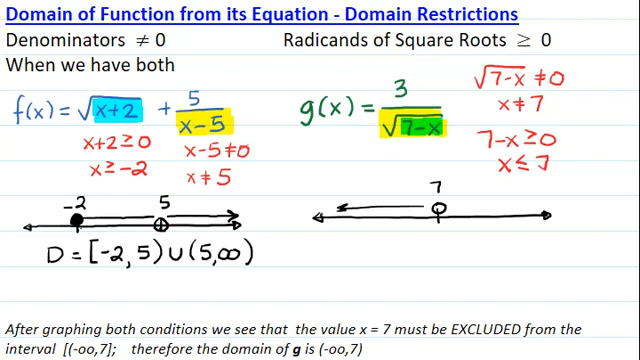 Domain of Function from its Equation - Domain Restrictions
Denominators ≠ 0 Radicands of Square Roots ≥ 0
When we have both
f(x) = √(x+2) + 5/(x-5)
x+2 ≥ 0
x ≥ -2
x-5 ≠ 0
x ≠ 5
-2 5
D = [-2, 5) ∪ (5, ∞)
g(x) = 3/√(7-x)
√(7-x) ≠ 0
x ≠ 7
7-x ≥ 0
x ≤ 7
7
After graphing both conditions we see that the value x = 7 must be EXCLUDED from the
interval [(-oo,7]; therefore the domain of g is (-oo,7)